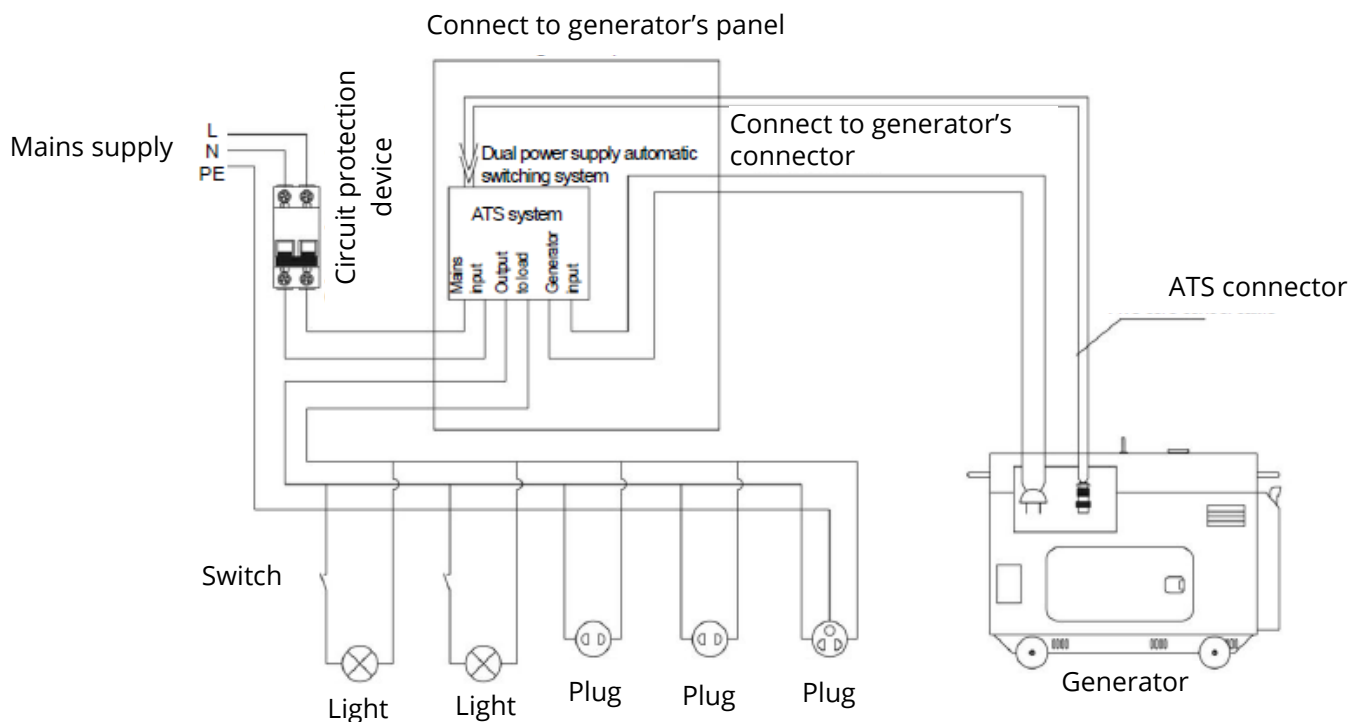 Connect to generator's panel
Mains supply
L
N
PE
Circuit protection
device
Dual power supply automatic
switching system
ATS system
Mains
input
Output
to load
Generator
input
Connect to generator's
connector
ATS connector
Switch
Light
Light
Plug
Plug
Plug
Generator